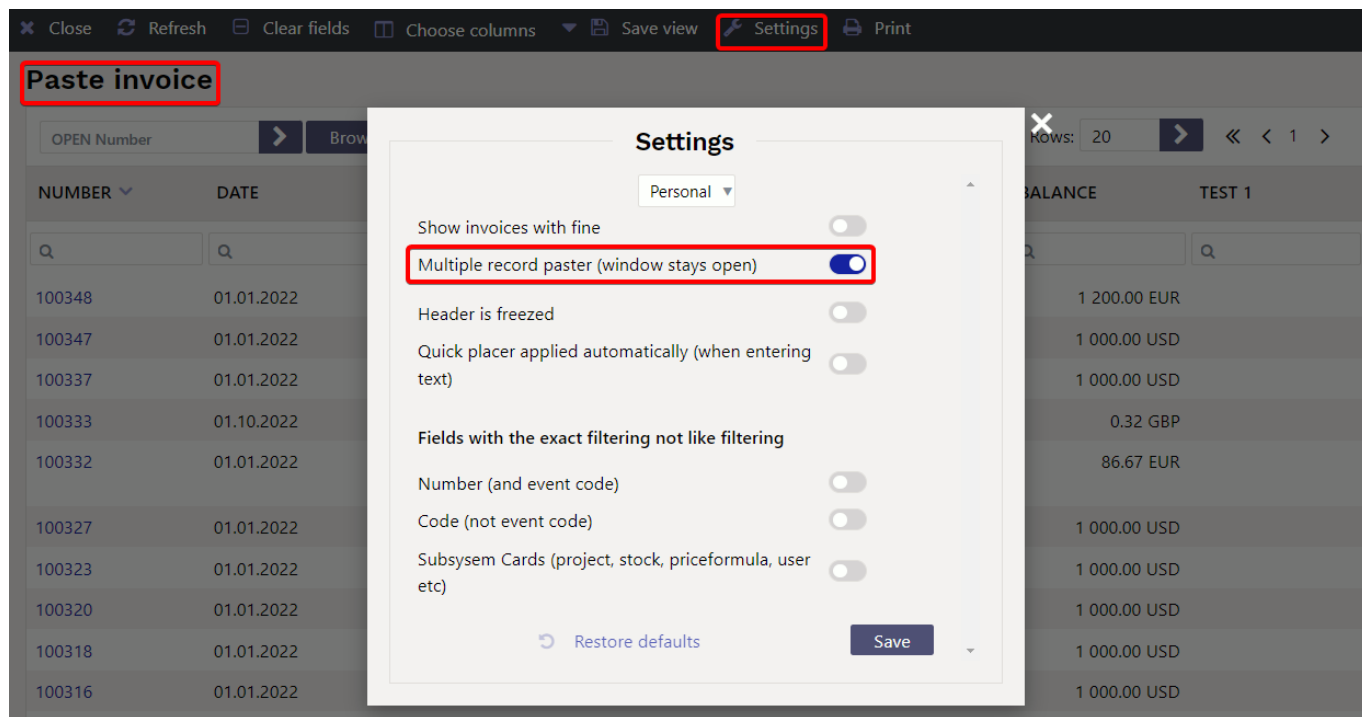 Close Refresh Clear fields Choose columns Save view Settings Print
Paste invoice
OPEN Number Brow Rows: 20 1
NUMBER DATE BALANCE TEST 1
100348 01.01.2022 1 200.00 EUR
100347 01.01.2022 1 000.00 USD
100337 01.01.2022 1 000.00 USD
100333 01.10.2022 0.32 GBP
100332 01.01.2022 86.67 EUR
100327 01.01.2022 1 000.00 USD
100323 01.01.2022 1 000.00 USD
100320 01.01.2022 1 000.00 USD
100318 01.01.2022 1 000.00 USD
100316 01.01.2022 1 000.00 USD
Settings
Personal
Show invoices with fine
Multiple record paster (window stays open)
Header is freezed
Quick placer applied automatically (when entering
text)
Fields with the exact filtering not like filtering
Number (and event code)
Code (not event code)
Subsysem Cards (project, stock, priceformula, user
etc)
Restore defaults Save